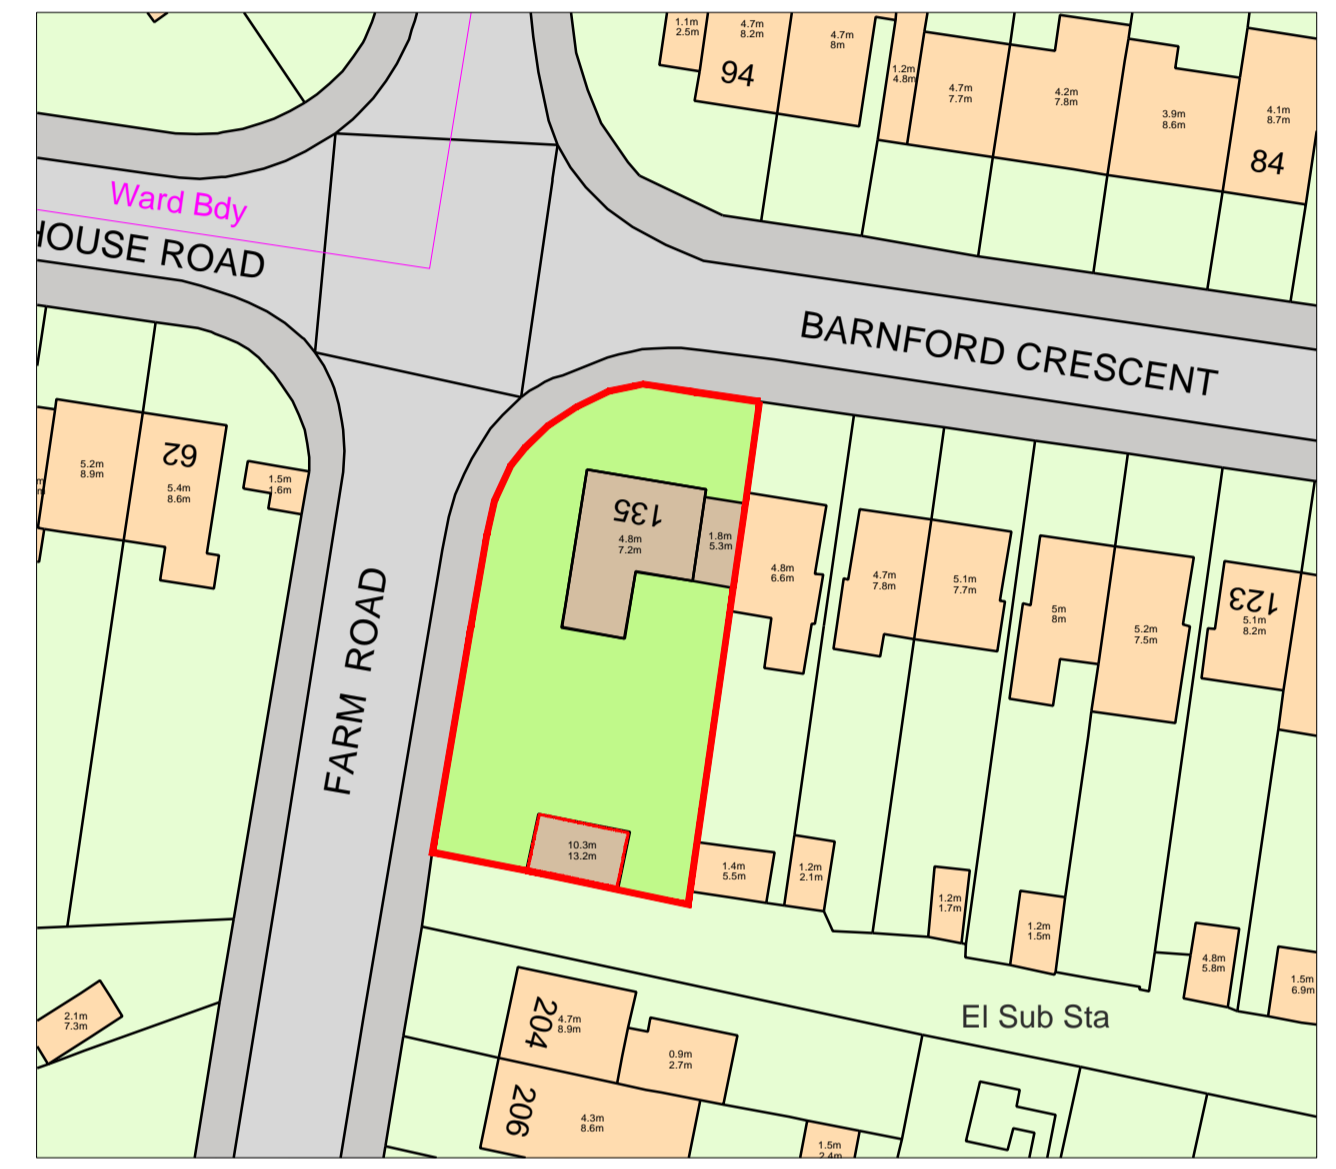 1.1m
2.5m
4.7m
8.2m
94
4.7m
8m
1.2m
4.8m
4.7m
7.7m
4.2m
7.8m
3.9m
8.6m
4.1m
8.7m
84
Ward Bdy
HOUSE ROAD
BARNFORD CRESCENT
5.2m
8.9m
62
5.4m
8.6m
1.5m
1.6m
135
4.8m
7.2m
1.8m
5.3m
4.8m
6.6m
4.7m
7.8m
5.1m
7.7m
5m
8m
5.2m
7.5m
123
5.1m
8.2m
FARM ROAD
10.3m
13.2m
1.4m
5.5m
1.2m
2.1m
1.2m
1.7m
1.2m
1.5m
4.8m
5.8m
1.5m
6.9m
2.1m
7.3m
El Sub Sta
204
4.7m
8.9m
0.9m
2.7m
206
4.3m
8.6m
1.5m
2.4m